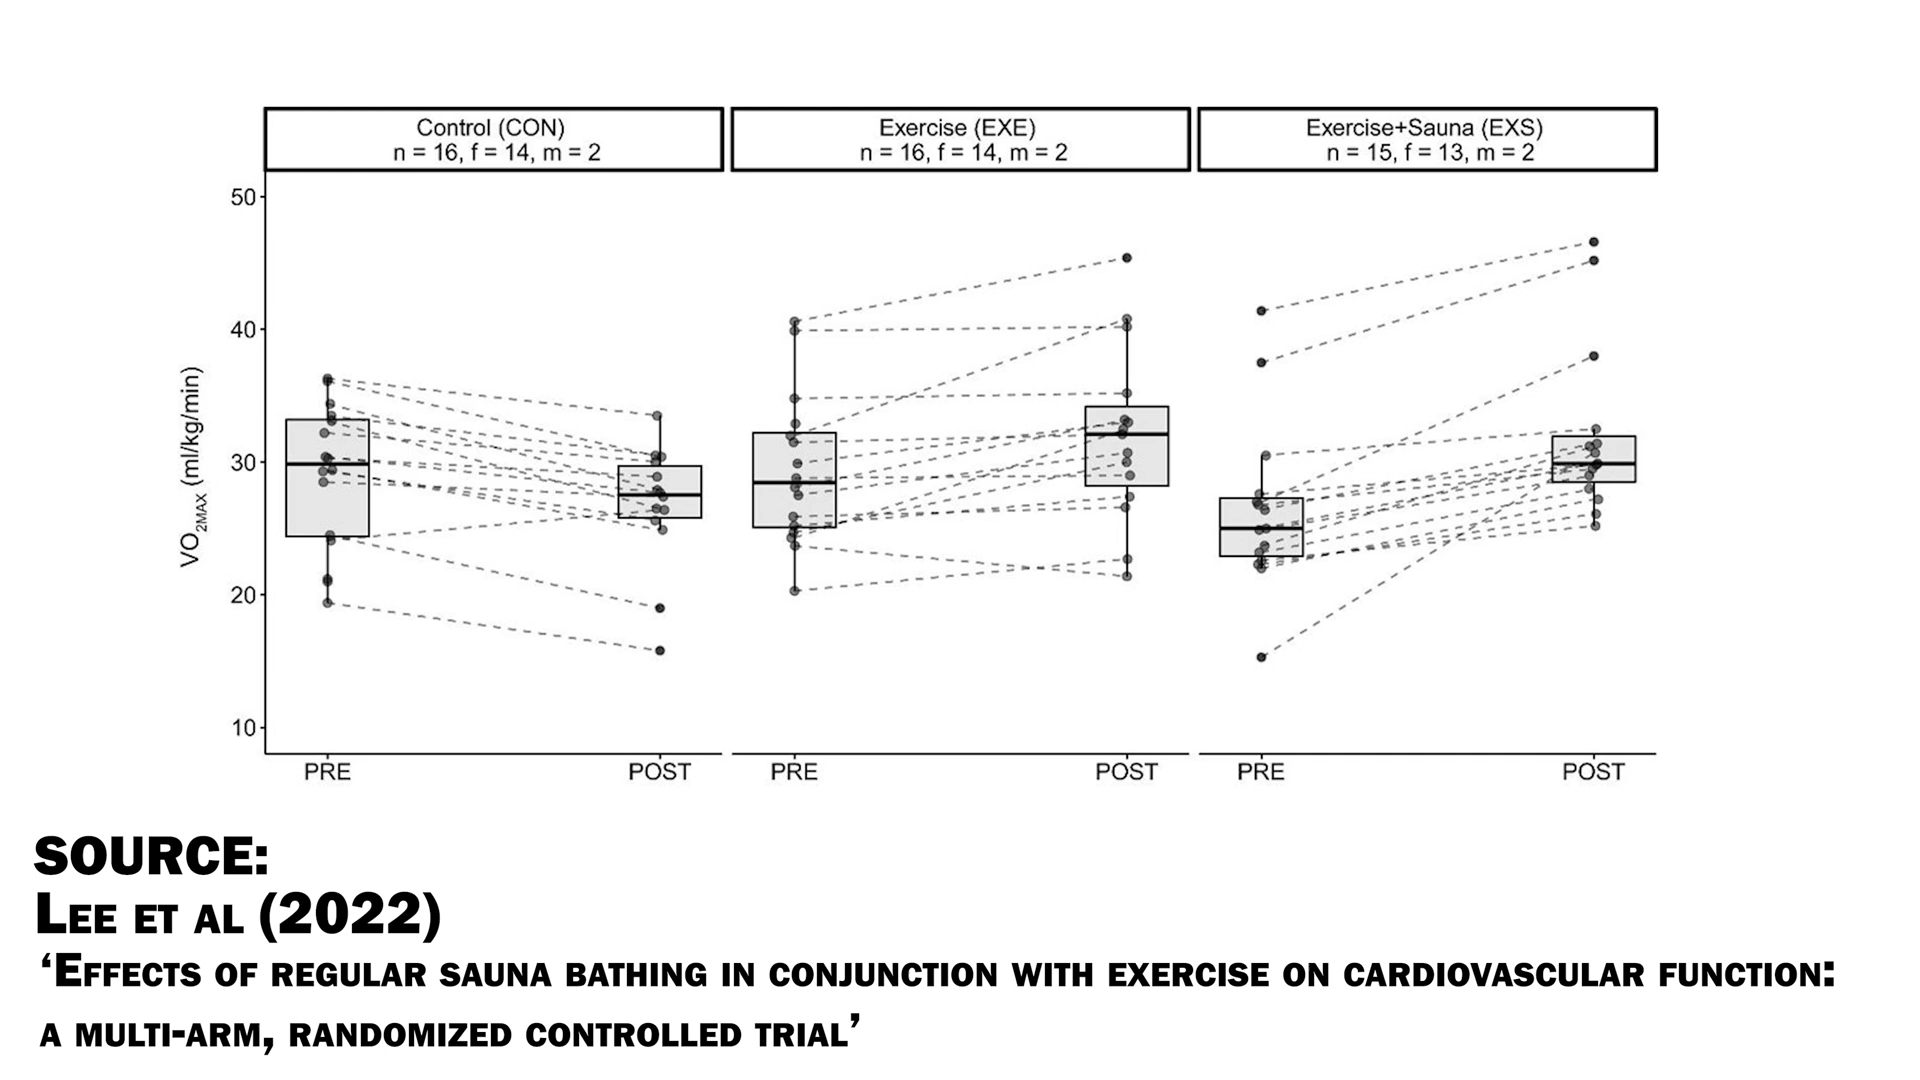 Control (CON)
n = 16, f = 14, m = 2
Exercise (EXE)
n = 16, f = 14, m = 2
Exercise+Sauna (EXS)
n = 15, f = 13, m = 2
50
40
30
20
10
VO2MAX (ml/kg/min)
PRE
POST
PRE
POST
PRE
POST
SOURCE:
LEE ET AL (2022)
‘EFFECTS OF REGULAR SAUNA BATHING IN CONJUNCTION WITH EXERCISE ON CARDIOVASCULAR FUNCTION:
A MULTI-ARM, RANDOMIZED CONTROLLED TRIAL’